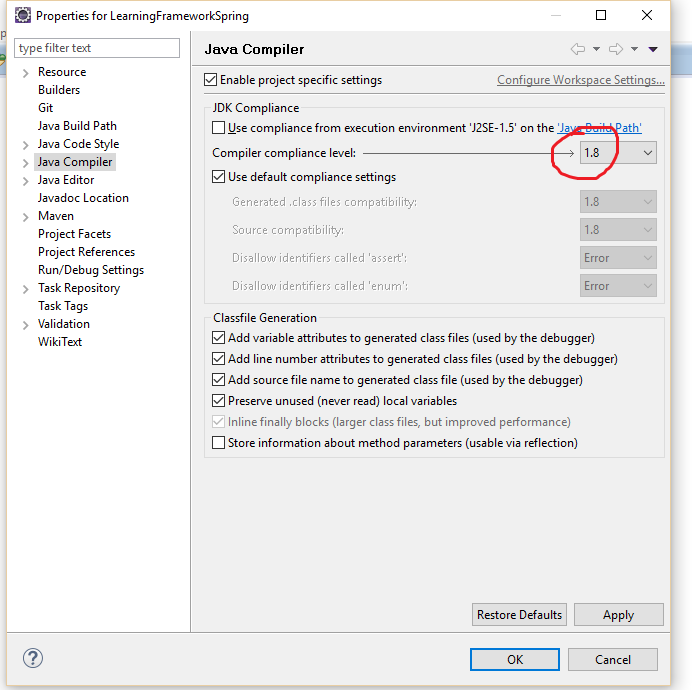 Properties for LearningFrameworkSpring
type filter text
Resource
Builders
Git
Java Build Path
Java Code Style
Java Compiler
Java Editor
Javadoc Location
Maven
Project Facets
Project References
Run/Debug Settings
Task Repository
Task Tags
Validation
WikiText
Java Compiler
Enable project specific settings Configure Workspace Settings...
JDK Compliance
Use compliance from execution environment 'J2SE-1.5' on the 'Java Build Path'
Compiler compliance level: 1.8
Use default compliance settings
Generated .class files compatibility: 1.8
Source compatibility: 1.8
Disallow identifiers called 'assert': Error
Disallow identifiers called 'enum': Error
Classfile Generation
Add variable attributes to generated class files (used by the debugger)
Add line number attributes to generated class files (used by the debugger)
Add source file name to generated class file (used by the debugger)
Preserve unused (never read) local variables
Inline finally blocks (larger class files, but improved performance)
Store information about method parameters (usable via reflection)
Restore Defaults Apply
? OK Cancel